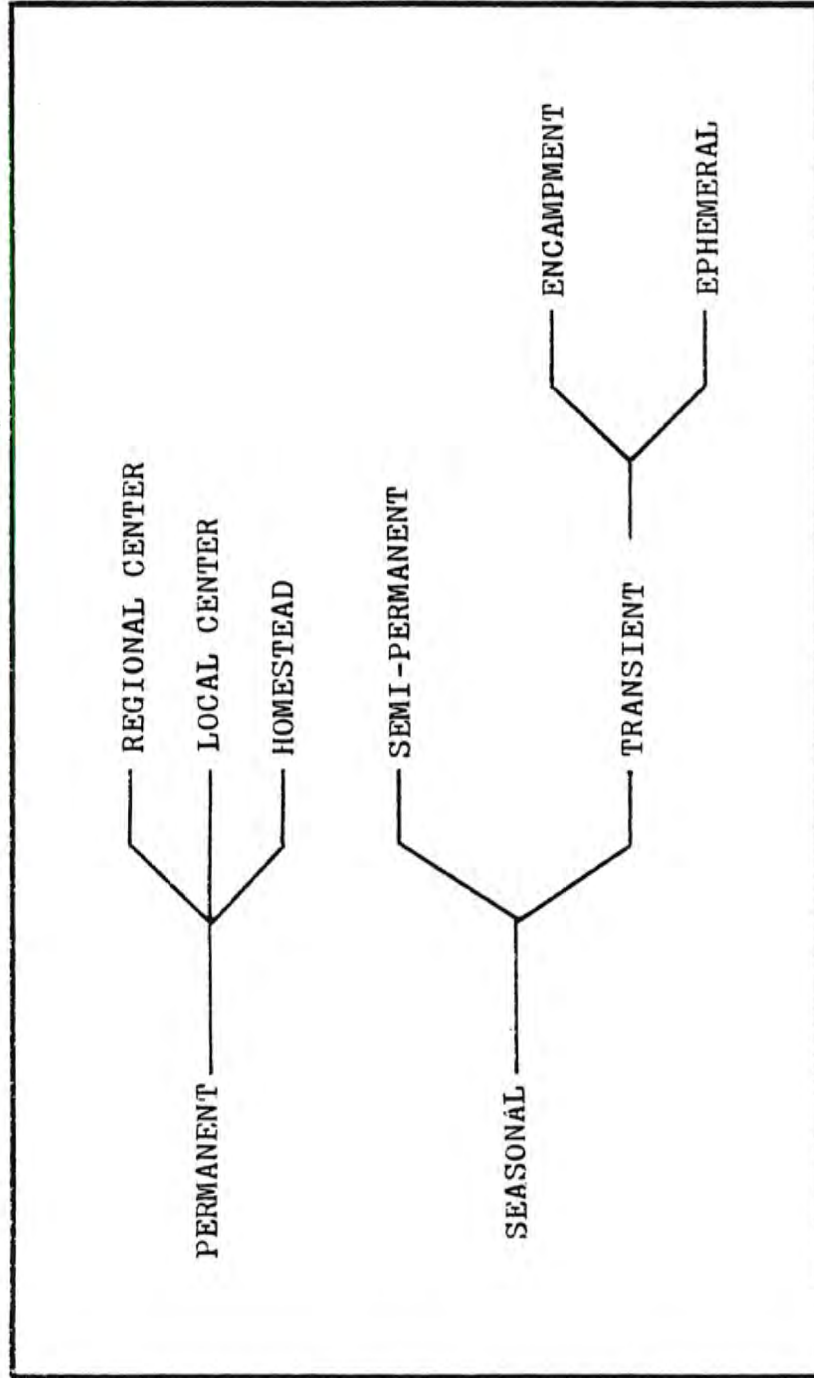 REGIONAL CENTER
PERMANENT
LOCAL CENTER
HOMESTEAD
SEMI-PERMANENT
SEASONAL
TRANSIENT
ENCAMPMENT
EPHEMERAL